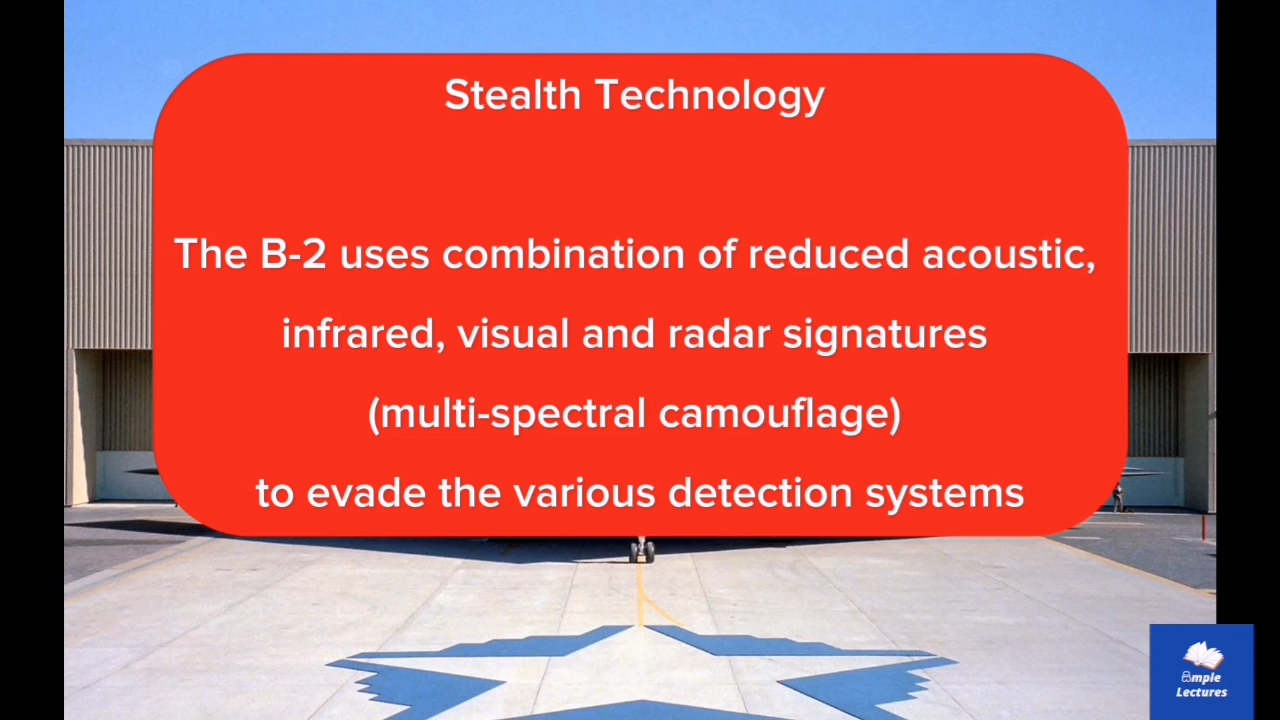 Stealth Technology
The B-2 uses combination of reduced acoustic,
infrared, visual and radar signatures
(multi-spectral camouflage)
to evade the various detection systems
Ample
Lectures